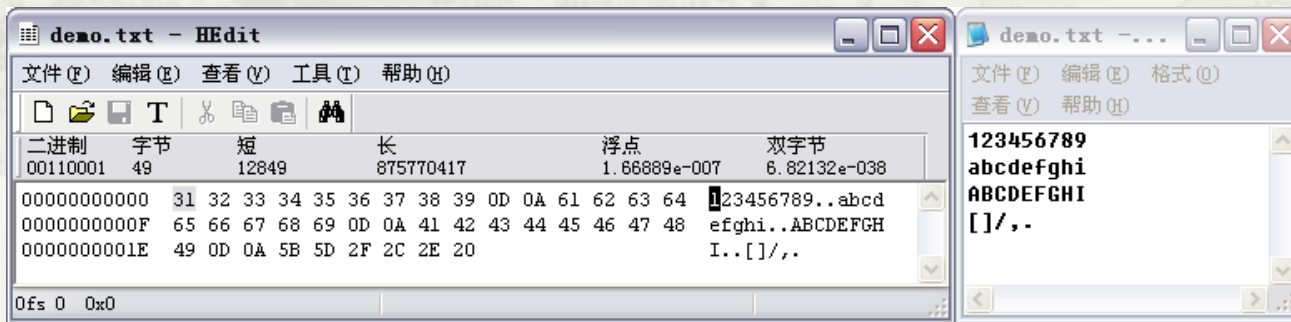 demo.txt - HEdit
文件(F) 编辑(E) 查看(V) 工具(T) 帮助(H)
T
二进制 字节 短 长 浮点 双字节
00110001 49 12849 875770417 1.66889e-007 6.82132e-038
00000000000 31 32 33 34 35 36 37 38 39 0D 0A 61 62 63 64 123456789..abcd
0000000000F 65 66 67 68 69 0D 0A 41 42 43 44 45 46 47 48 efghi..ABCDEFGH
0000000001E 49 0D 0A 5B 5D 2F 2C 2E 20 I..[]/,.
Ofs 0 0x0
demo.txt -...
文件(F) 编辑(E) 格式(O)
查看(V) 帮助(H)
123456789
abcdefghi
ABCDEFGHI
[]/,.